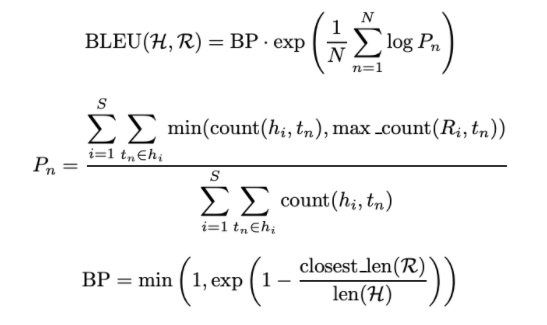 BLEU(ℋ, ℛ) = BP · exp ( 1/N ∑_{n=1}^{N} log P_n )
P_n = ∑_{i=1}^{S} ∑_{t_n∈h_i} min(count(h_i, t_n), max_count(R_i, t_n)) / ∑_{i=1}^{S} ∑_{t_n∈h_i} count(h_i, t_n)
BP = min ( 1, exp ( 1 − closest_len(ℛ) / len(ℋ) ) )